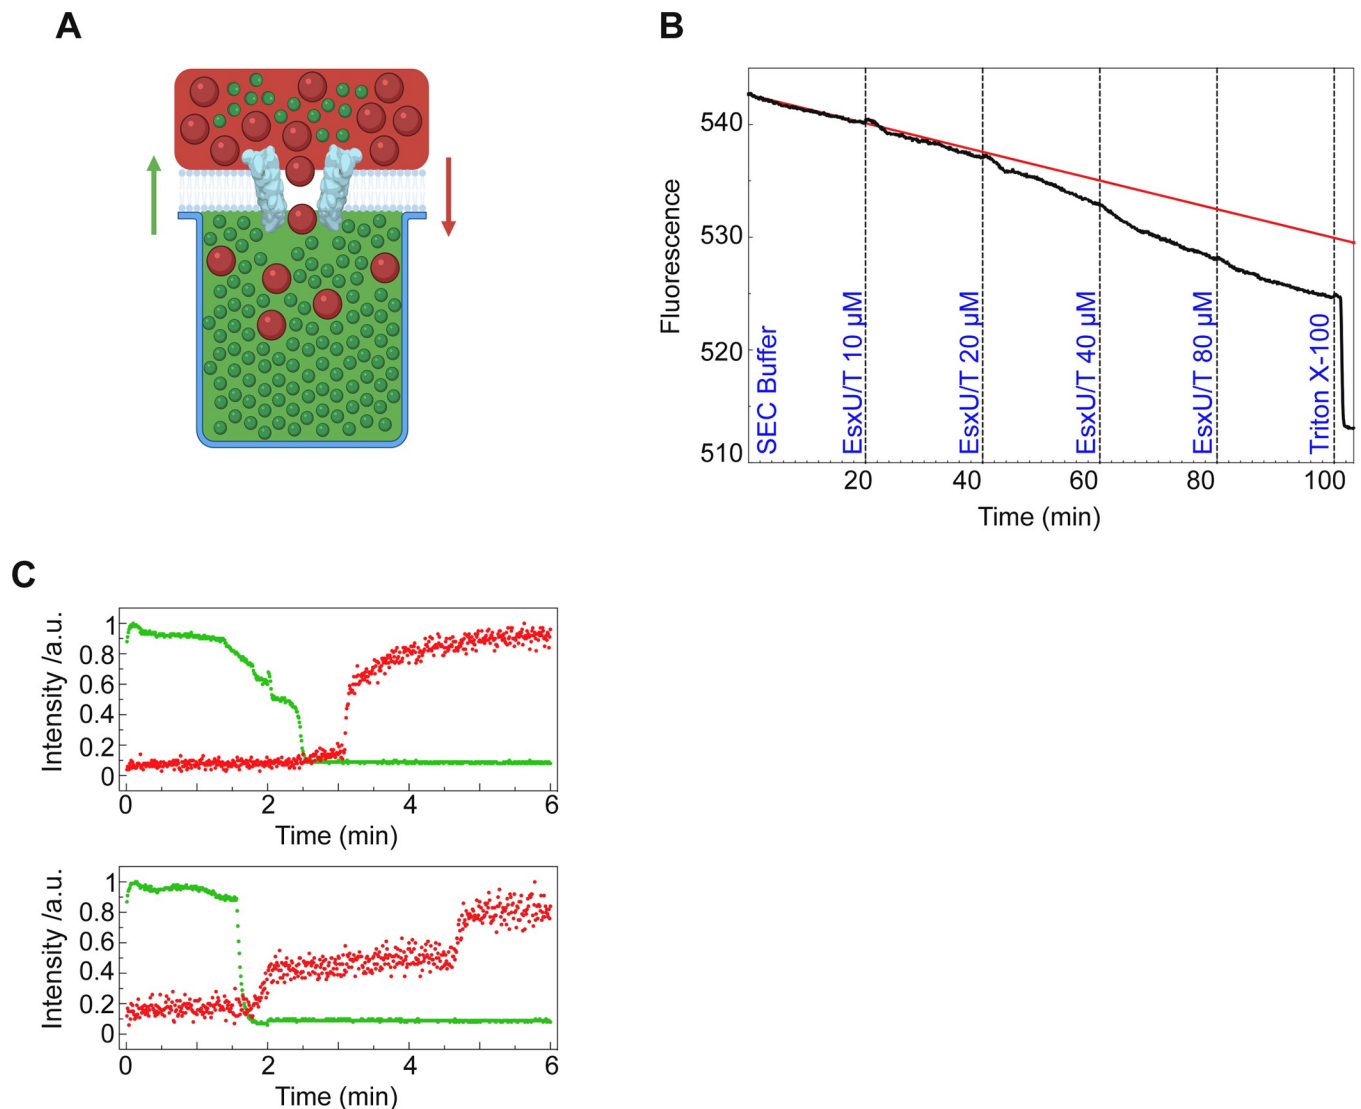 A
B
540
530
520
510
Fluorescence
SEC Buffer
EsxU/T 10 μM
EsxU/T 20 μM
EsxU/T 40 μM
EsxU/T 80 μM
Triton X-100
20
40
60
80
100
Time (min)
C
1
0.8
0.6
0.4
0.2
0
Intensity /a.u.
0
2
4
6
Time (min)
1
0.8
0.6
0.4
0.2
0
Intensity /a.u.
0
2
4
6
Time (min)